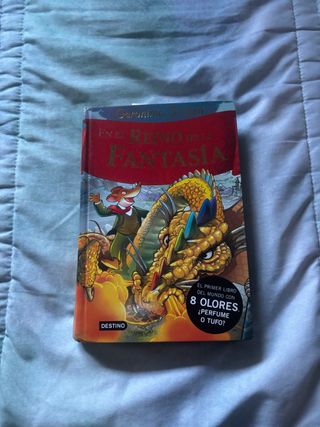 EN EL REINO DE LA
FANTASÍA
EL PRIMER LIBRO
DEL MUNDO CON
8 OLORES
¿PERFUME
O TUFO?
DESTINO